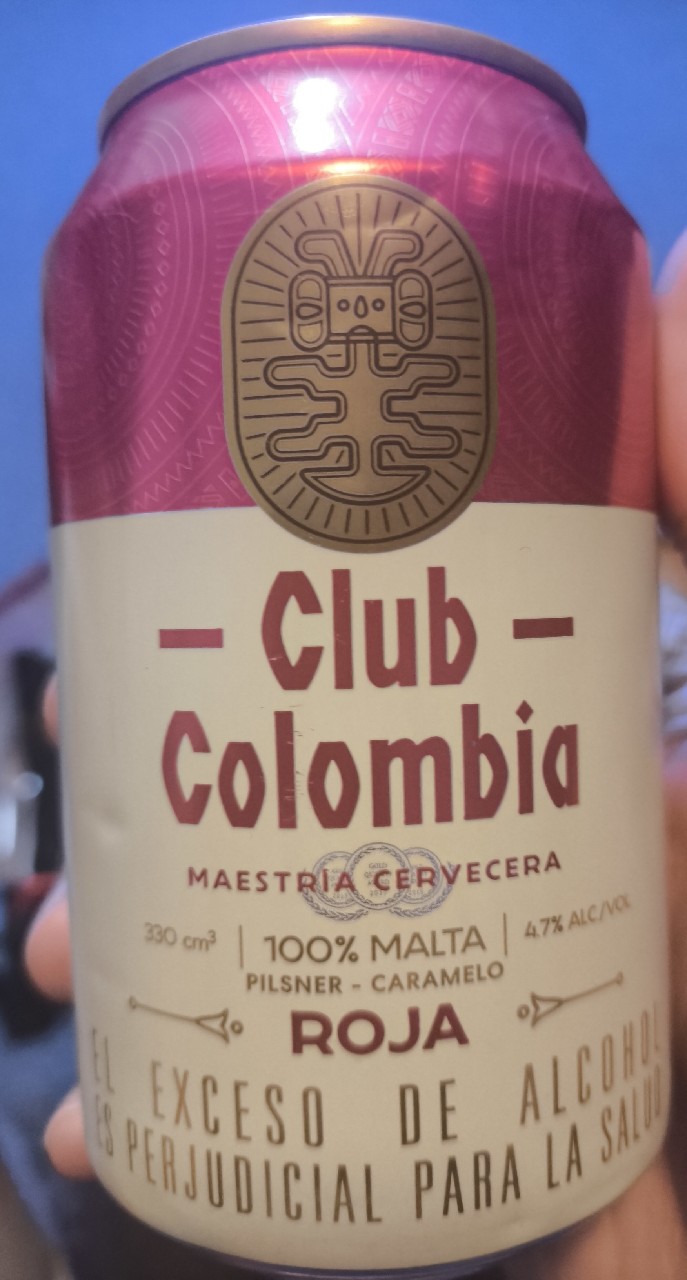 — Club —
Colombia
MAESTRÍA CERVECERA
330 cm³ | 100% MALTA | 4.7% ALC/VOL
PILSNER - CARAMELO
ROJA
EL EXCESO DE ALCOHOL
ES PERJUDICIAL PARA LA SALUD